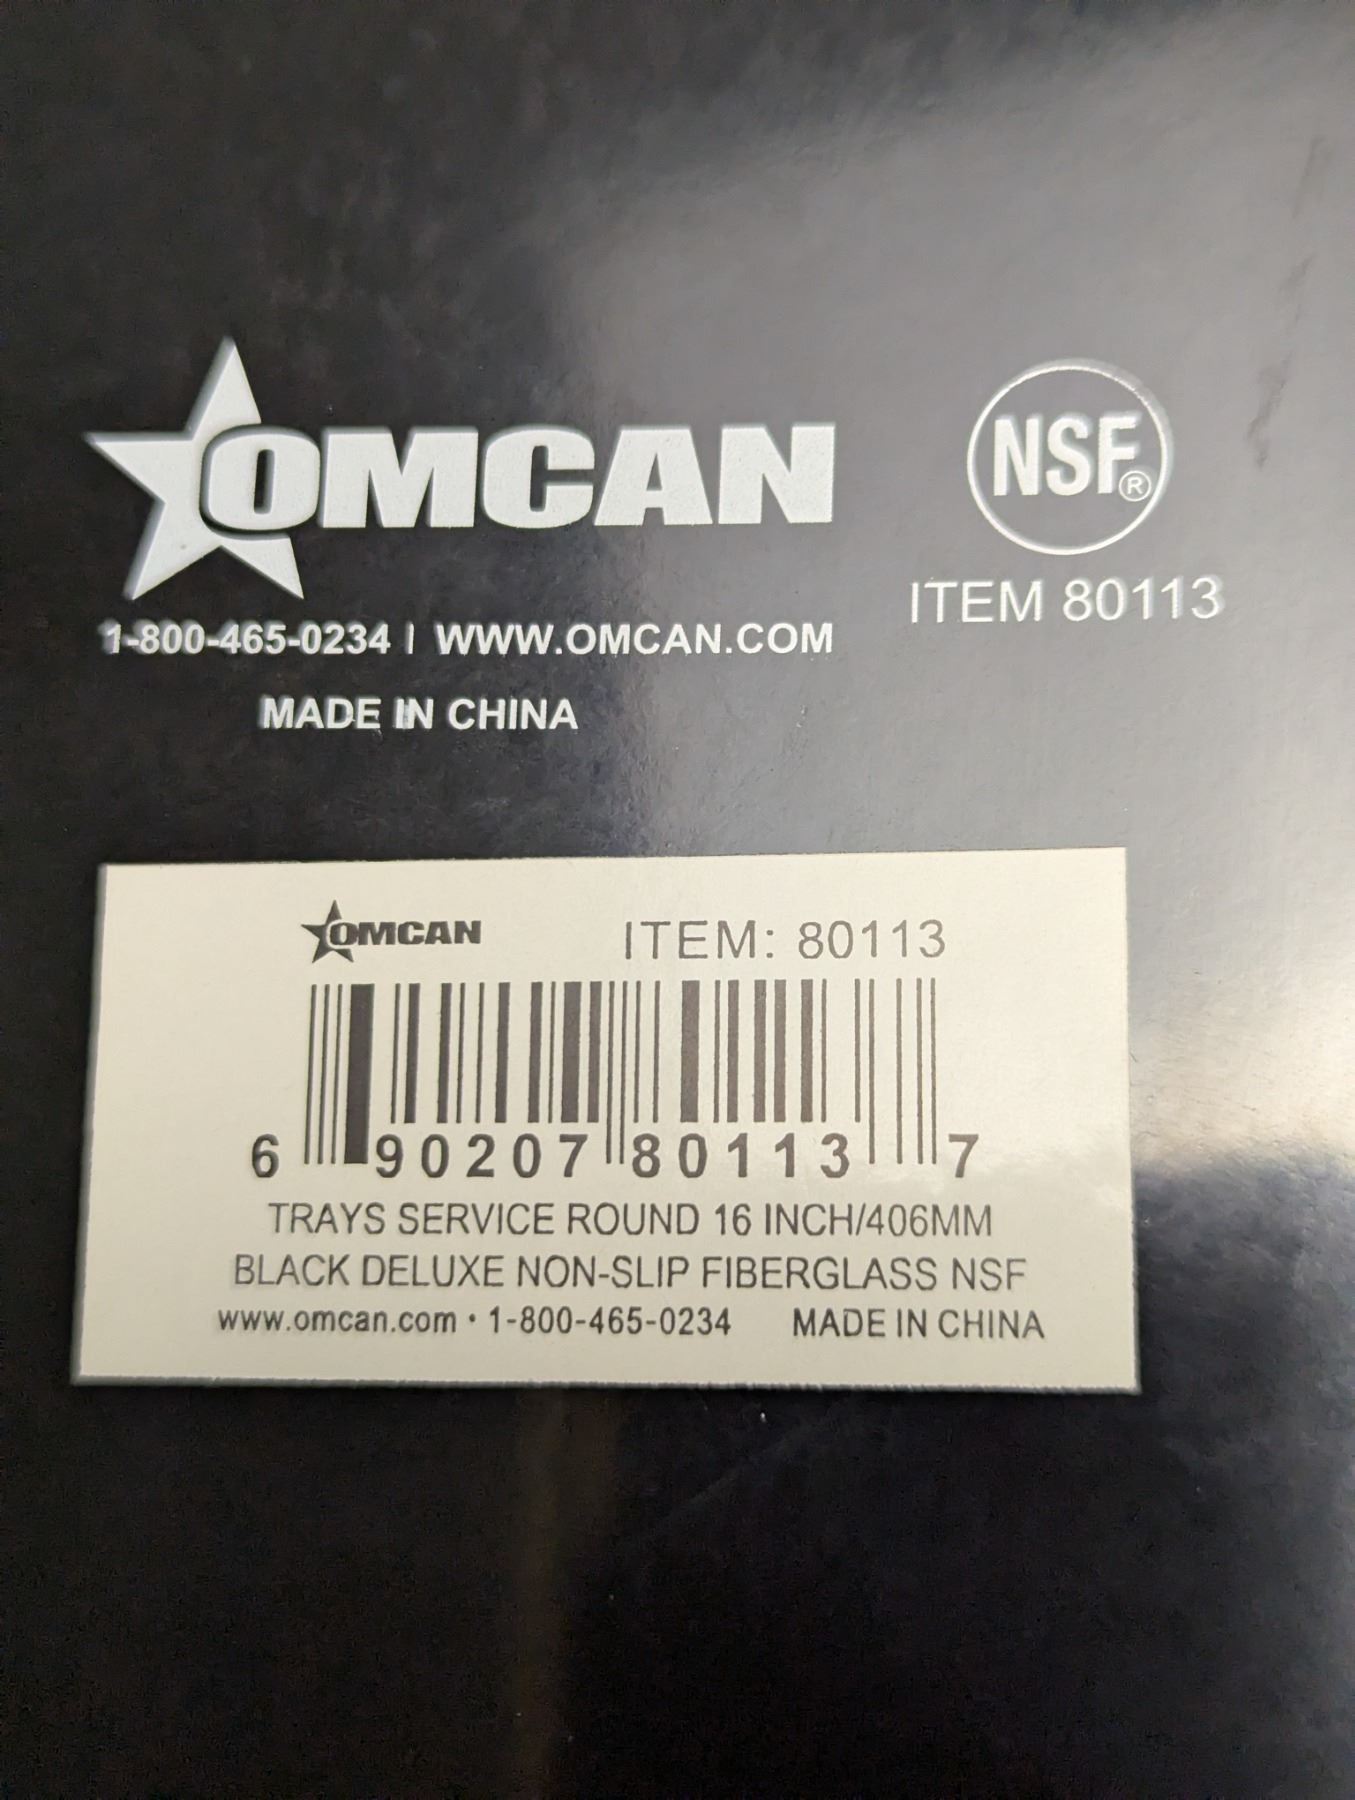 OMCAN
NSF®
ITEM 80113
1-800-465-0234 | WWW.OMCAN.COM
MADE IN CHINA
OMCAN ITEM: 80113
6 90207 80113 7
TRAYS SERVICE ROUND 16 INCH/406MM
BLACK DELUXE NON-SLIP FIBERGLASS NSF
www.omcan.com • 1-800-465-0234 MADE IN CHINA